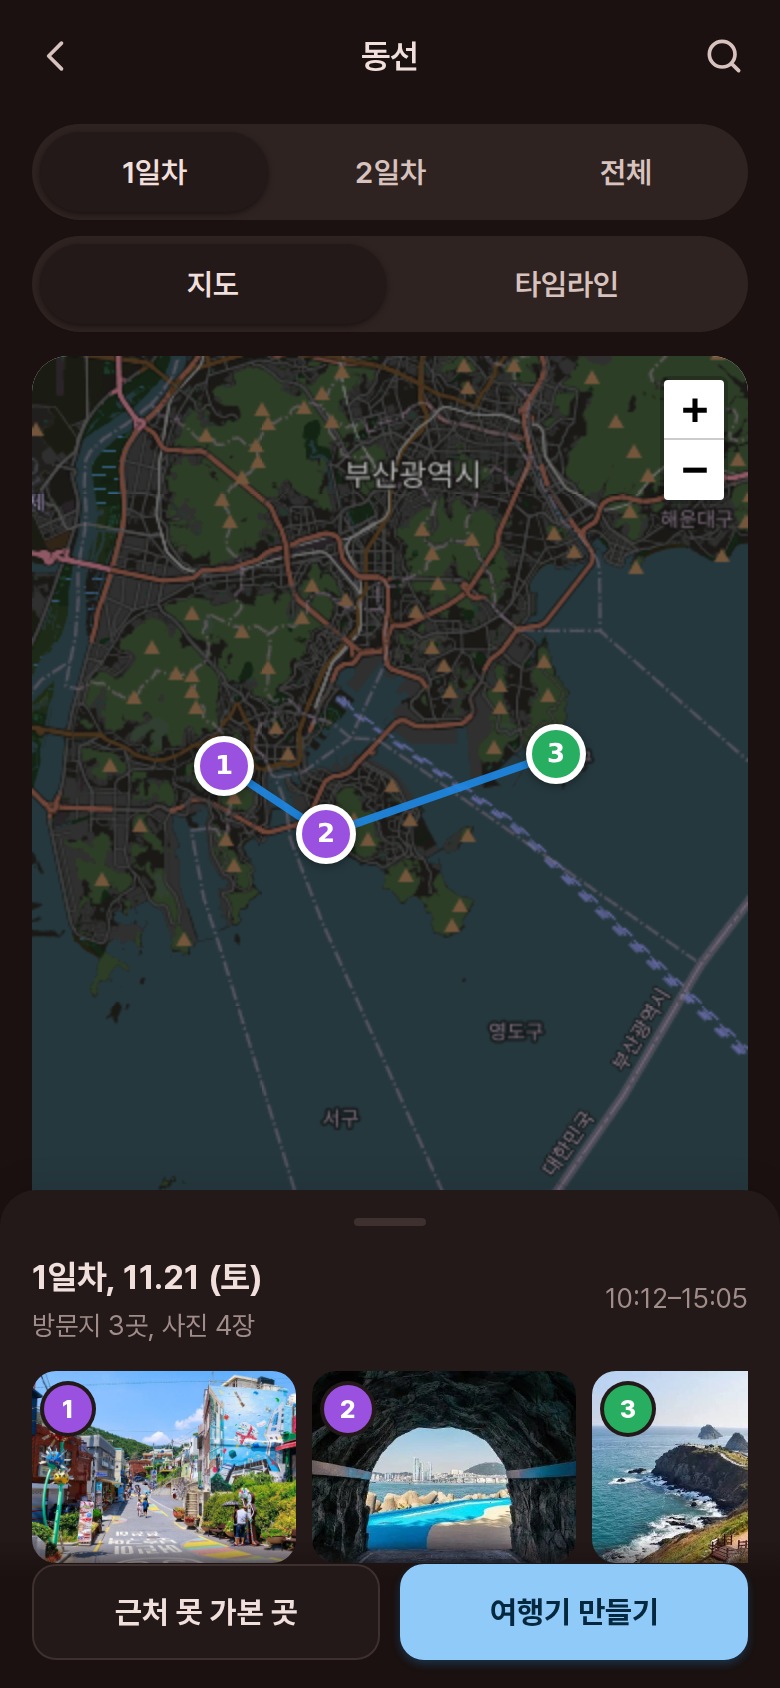 동선
1일차 2일차 전체
지도 타임라인
+
부산광역시
−
해운대구
1
3
2
영도구
부산광역시
서구
대한민국
1일차, 11.21 (토)
10:12–15:05
방문지 3곳, 사진 4장
1 2 3
근처 못 가본 곳 여행기 만들기